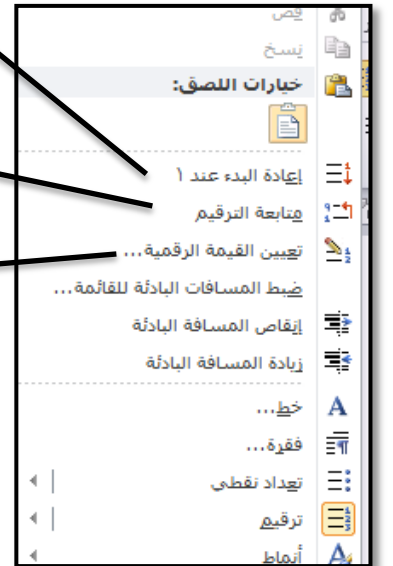 قص
نسخ
خيارات اللصق:
إعادة البدء عند ١
متابعة الترقيم
تعيين القيمة الرقمية...
ضبط المسافات البادئة للقائمة...
إنقاص المسافة البادئة
زيادة المسافة البادئة
خط...
فقرة...
تعداد نقطي
ترقيم
أنماط